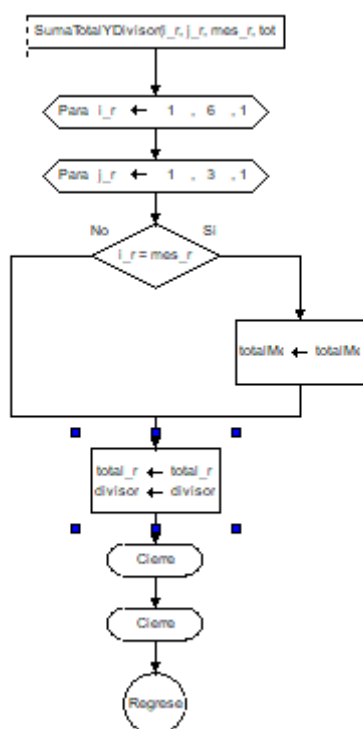 SumaTotalYDivisor(i_r, j_r, mes_r, tot
Para i_r ← 1 , 6 , 1
Para j_r ← 1 , 3 , 1
No
Si
i_r = mes_r
totalMe ← totalMe
total_r ← total_r
divisor ← divisor
Cierre
Cierre
Regrese